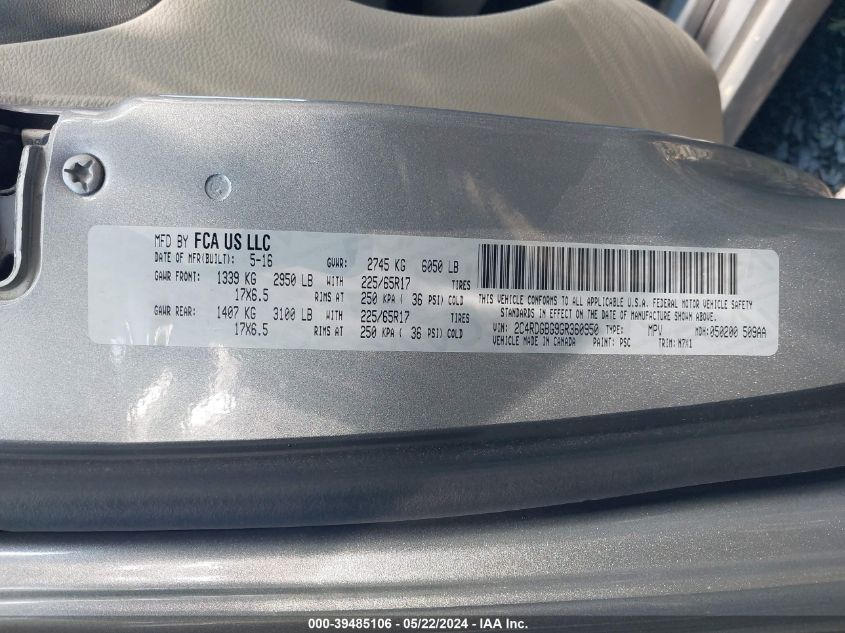 MFD BY FCA US LLC
DATE OF MFR(BUILT): 5-16 GVWR: 2745 KG 6050 LB
GAWR FRONT: 1339 KG 2950 LB WITH 225/65R17 TIRES
17X6.5 RIMS AT 250 KPA ( 36 PSI) COLD
GAWR REAR: 1407 KG 3100 LB WITH 225/65R17 TIRES
17X6.5 RIMS AT 250 KPA ( 36 PSI) COLD
THIS VEHICLE CONFORMS TO ALL APPLICABLE U.S.A. FEDERAL MOTOR VEHICLE SAFETY
STANDARDS IN EFFECT ON THE DATE OF MANUFACTURE SHOWN ABOVE.
VIN: 2C4RDGBG9GR360950 TYPE: MPV MDH: 050200 509AA
VEHICLE MADE IN CANADA PAINT: PSC TRIM: M7X1
000-39485106 - 05/22/2024 - IAAI.com